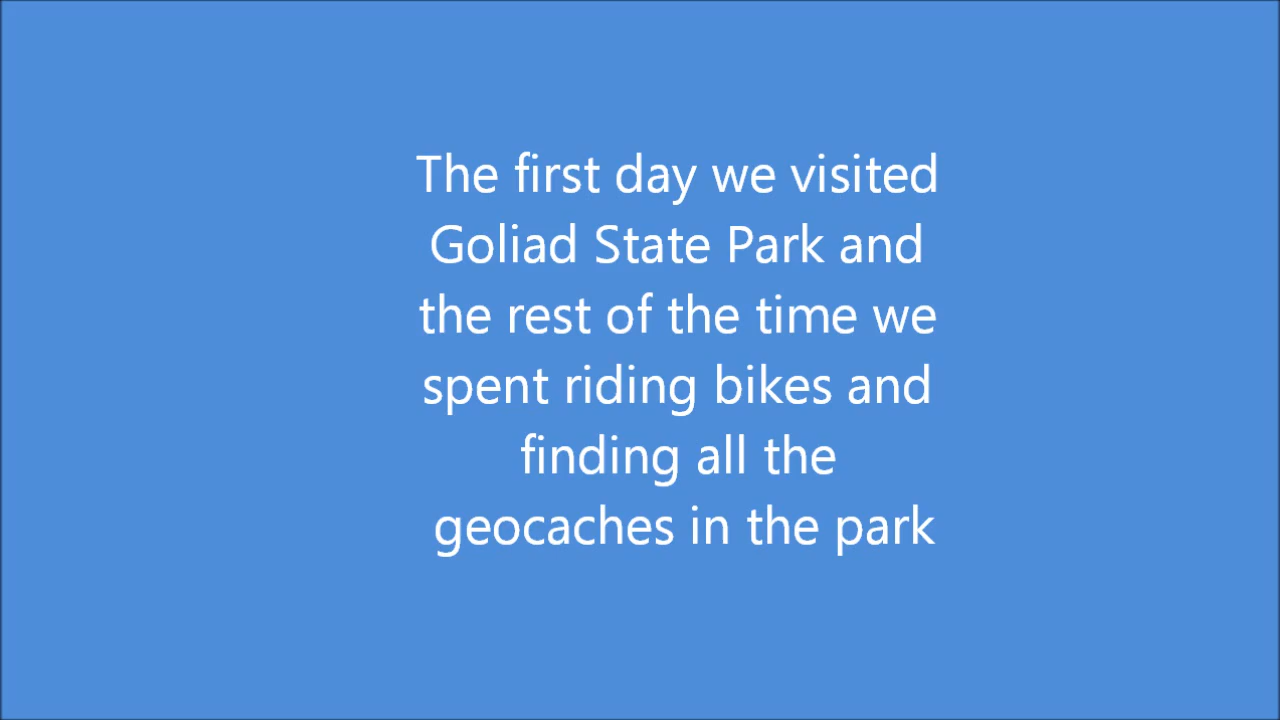 The first day we visited
Goliad State Park and
the rest of the time we
spent riding bikes and
finding all the
geocaches in the park